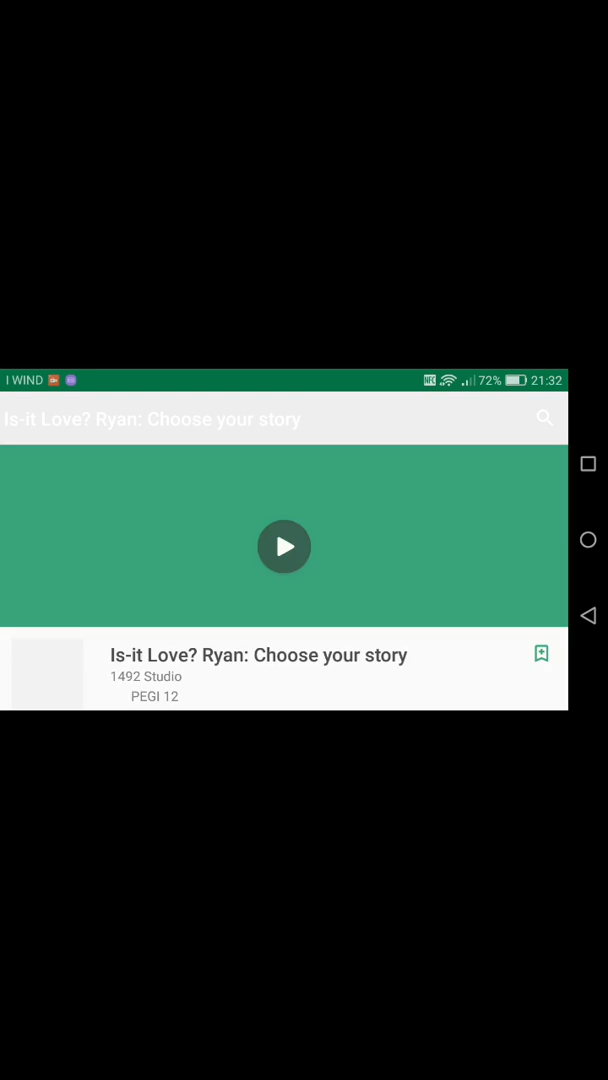 I WIND
NFC 72% 21:32
Is-it Love? Ryan: Choose your story
Is-it Love? Ryan: Choose your story
1492 Studio
PEGI 12